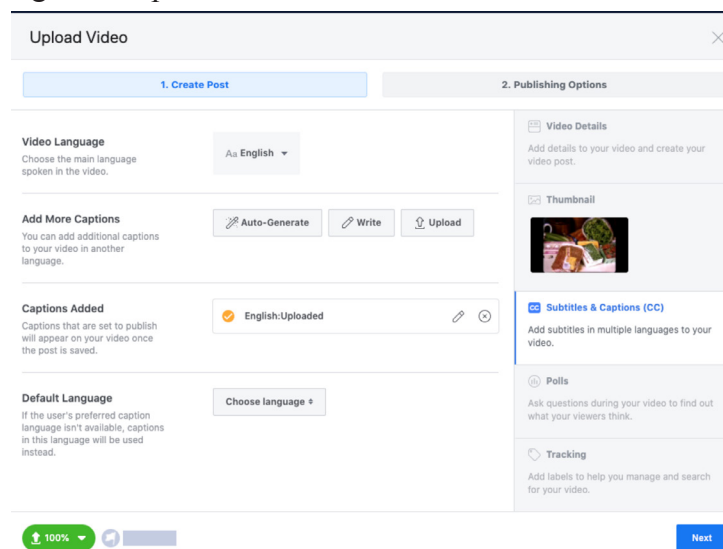 Upload Video
1. Create Post
2. Publishing Options
Video Language
Choose the main language
spoken in the video.
Aa English
Add More Captions
You can add additional captions
to your video in another
language.
Auto-Generate
Write
Upload
Captions Added
Captions that are set to publish
will appear on your video once
the post is saved.
English:Uploaded
Default Language
If the user's preferred caption
language isn't available, captions
in this language will be used
instead.
Choose language
Video Details
Add details to your video and create your
video post.
Thumbnail
CC Subtitles & Captions (CC)
Add subtitles in multiple languages to your
video.
Polls
Ask questions during your video to find out
what your viewers think.
Tracking
Add labels to help you manage and search
for your video.
100%
Next